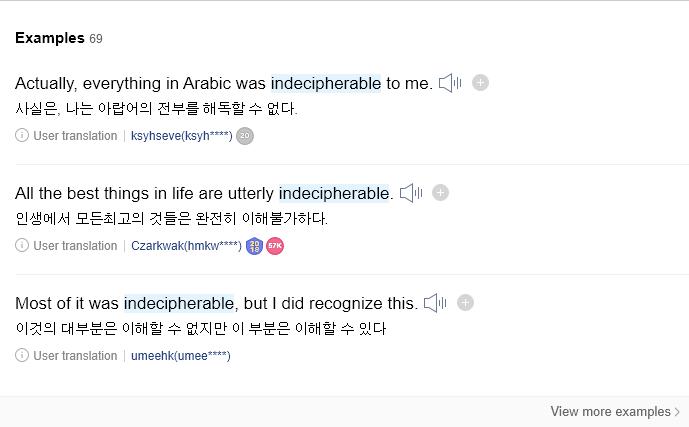 Examples 69
Actually, everything in Arabic was indecipherable to me.
사실은, 나는 아랍어의 전부를 해독할 수 없다.
User translation | ksyhseve(ksyh****) 20
All the best things in life are utterly indecipherable.
인생에서 모든최고의 것들은 완전히 이해불가하다.
User translation | Czarkwak(hmkw****) 2018 57K
Most of it was indecipherable, but I did recognize this.
이것의 대부분은 이해할 수 없지만 이 부분은 이해할 수 있다
User translation | umeehk(umee****)
View more examples >